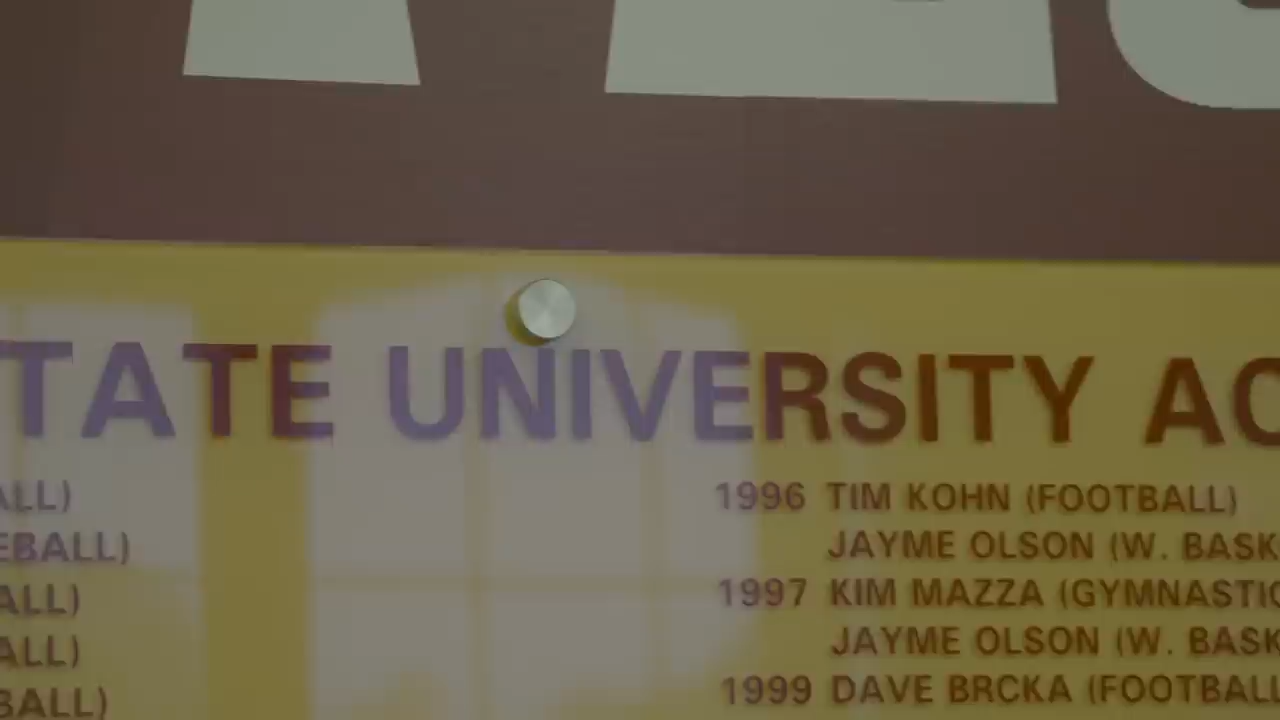 TATE UNIVERSITY AC
ALL)
EBALL)
ALL)
ALL)
BALL)
1996 TIM KOHN (FOOTBALL)
JAYME OLSON (W. BASK
1997 KIM MAZZA (GYMNASTIC
JAYME OLSON (W. BASK
1999 DAVE BRCKA (FOOTBALL